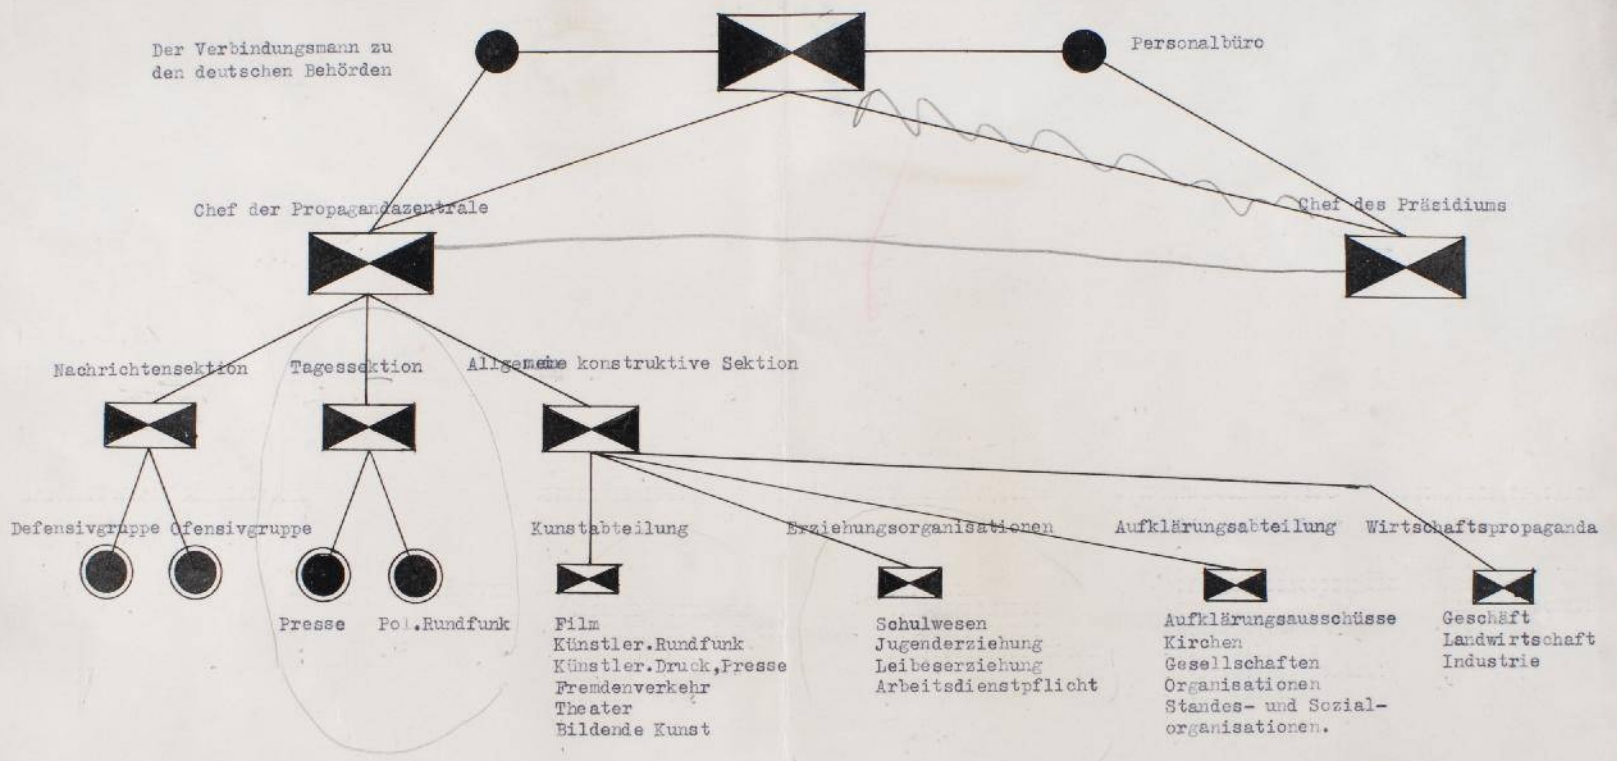 Der Verbindungsmann zu
den deutschen Behörden
Personalbüro
Chef der Propagandazentrale
Chef des Präsidiums
Nachrichtensektion
Tagessektion
Allgemeine konstruktive Sektion
Defensivgruppe
Ofensivgruppe
Kunstabteilung
Erziehungsorganisationen
Aufklärungsabteilung
Wirtschaftspropaganda
Presse
Pol.Rundfunk
Film
Künstler.Rundfunk
Künstler.Druck,Presse
Fremdenverkehr
Theater
Bildende Kunst
Schulwesen
Jugenderziehung
Leibeserziehung
Arbeitsdienstpflicht
Aufklärungsausschüsse
Kirchen
Gesellschaften
Organisationen
Standes- und Sozial-
organisationen.
Geschäft
Landwirtschaft
Industrie